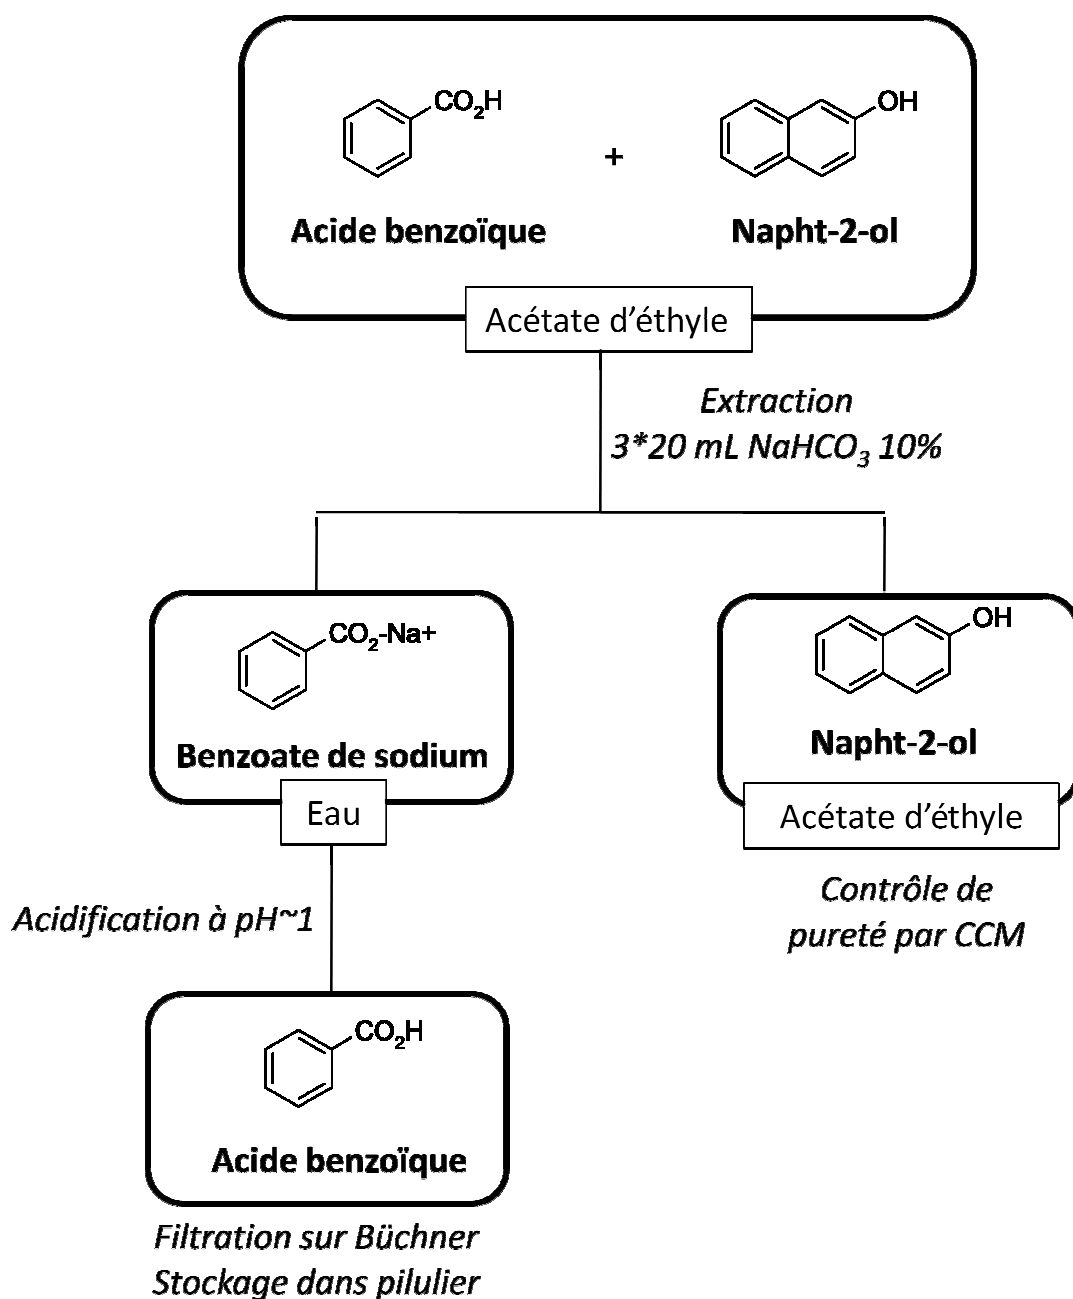 CO₂H
OH
+
Acide benzoïque
Napht-2-ol
Acétate d'éthyle
Extraction
3*20 mL NaHCO₃ 10%
CO₂-Na+
OH
Benzoate de sodium
Napht-2-ol
Eau
Acétate d'éthyle
Contrôle de
pureté par CCM
Acidification à pH~1
CO₂H
Acide benzoïque
Filtration sur Büchner
Stockage dans pilulier